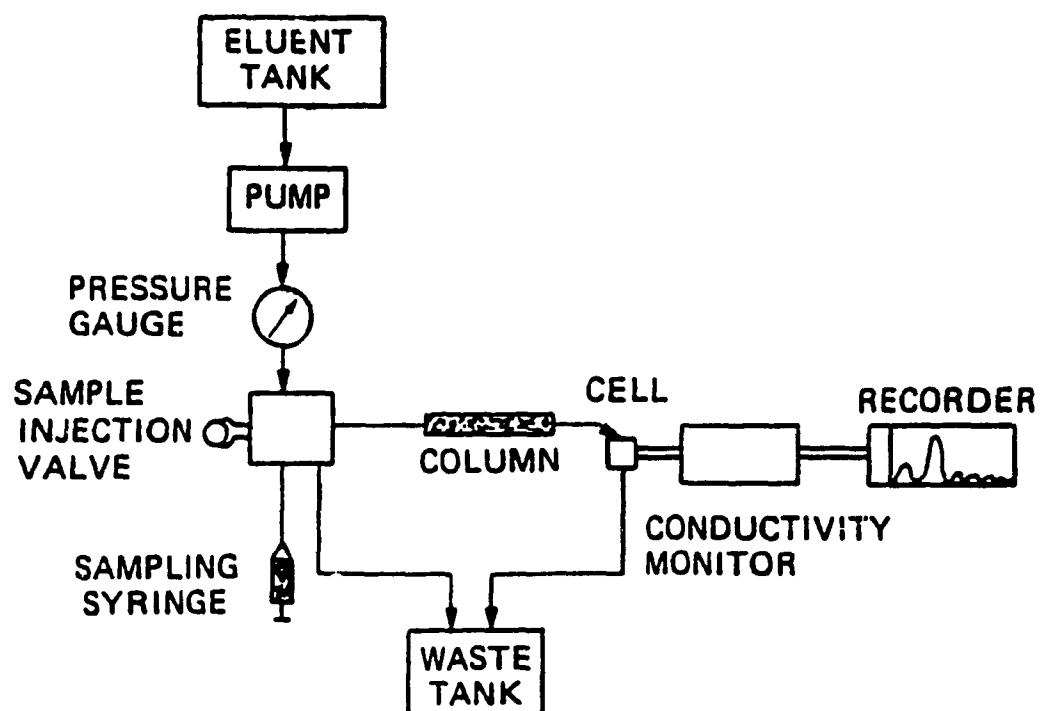 ELUENT
TANK
PUMP
PRESSURE
GAUGE
SAMPLE
INJECTION
VALVE
COLUMN
CELL
RECORDER
CONDUCTIVITY
MONITOR
SAMPLING
SYRINGE
WASTE
TANK